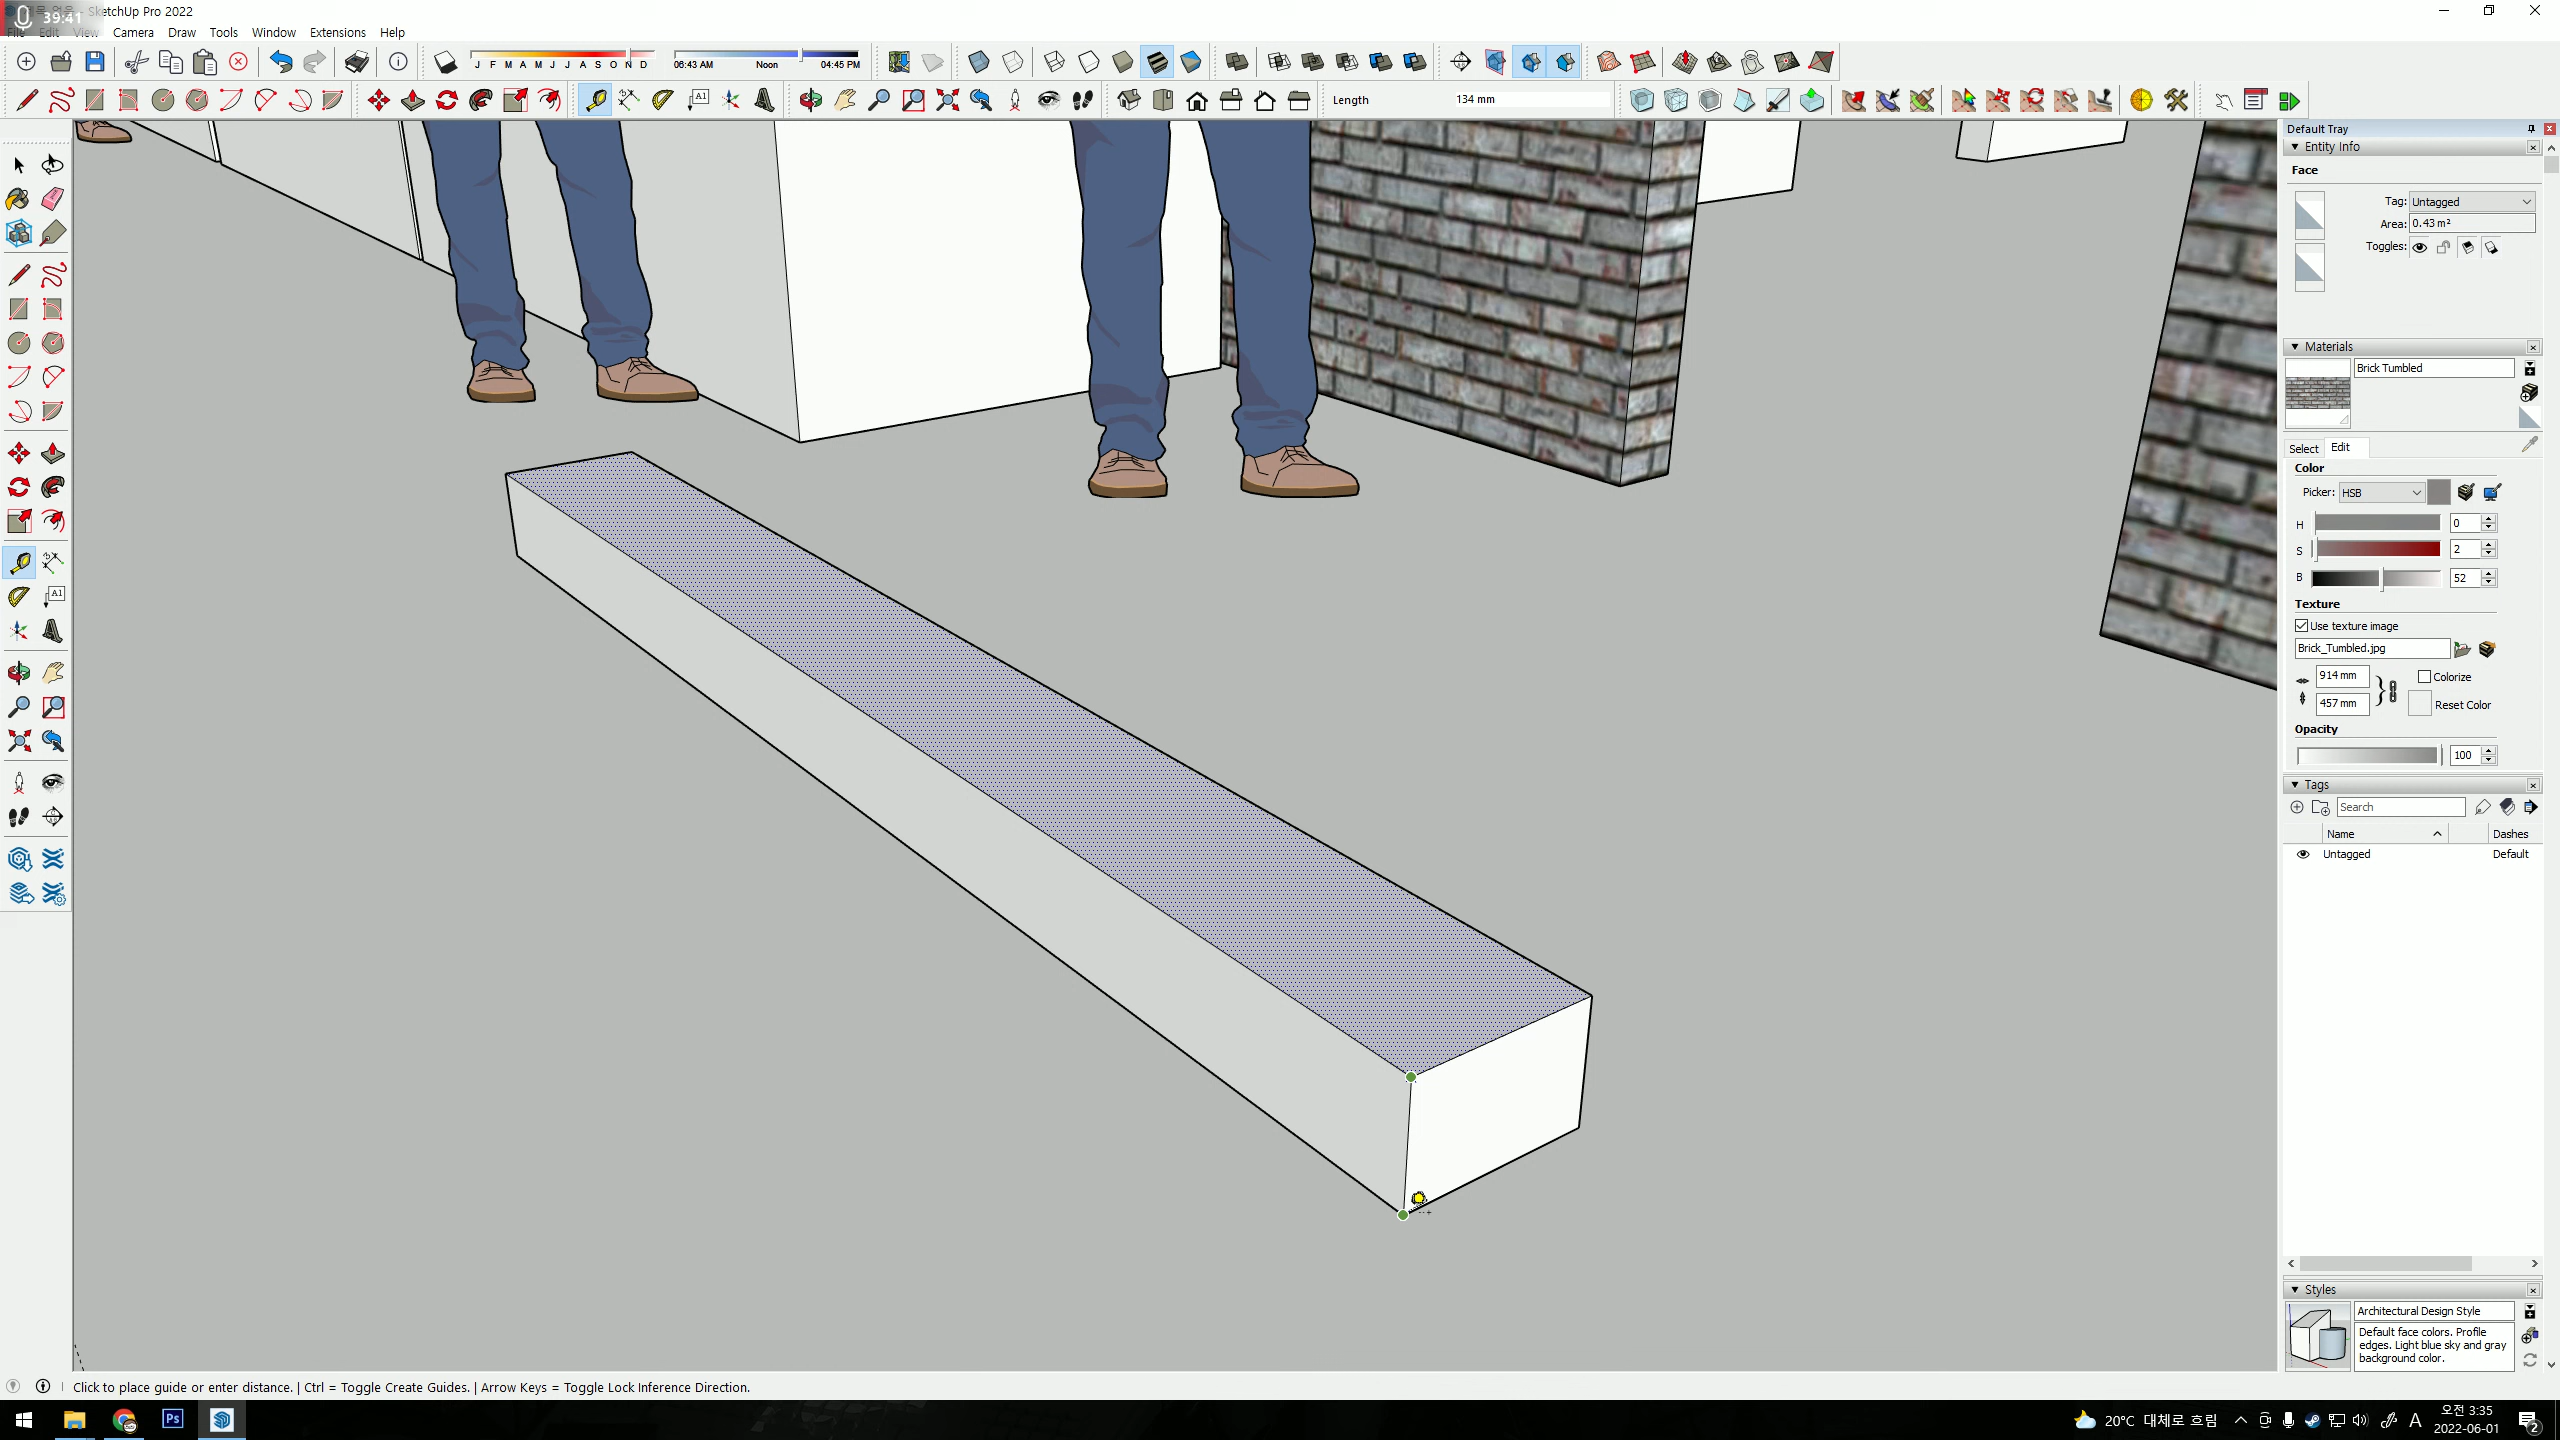 39:41
SketchUp Pro 2022
File Edit View Camera Draw Tools Window Extensions Help
J F M A M J J A S O N D
06:43 AM Noon 04:45 PM
Length 134 mm
Default Tray
Entity Info
Face
Tag: Untagged
Area: 0.43 m²
Toggles:
Materials
Brick Tumbled
Select Edit
Color
Picker: HSB
H 0
S 2
B 52
Texture
Use texture image
Brick_Tumbled.jpg
914 mm
Colorize
457 mm
Reset Color
Opacity
100
Tags
Search
Name Dashes
Untagged Default
Styles
Architectural Design Style
Default face colors. Profile
edges. Light blue sky and gray
background color.
Click to place guide or enter distance. | Ctrl = Toggle Create Guides. | Arrow Keys = Toggle Lock Inference Direction.
Ps
20°C 대체로 흐림
A
오전 3:35
2022-06-01
2